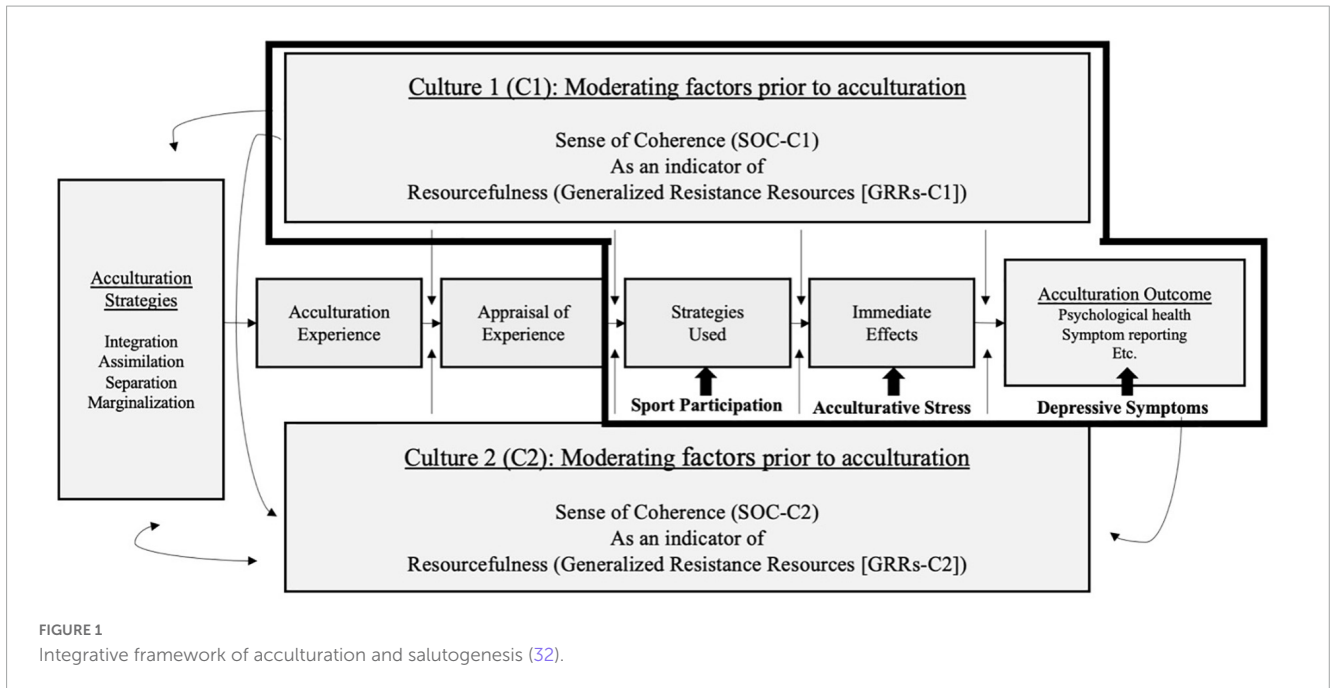 Culture 1 (C1): Moderating factors prior to acculturation
Sense of Coherence (SOC-C1)
As an indicator of
Resourcefulness (Generalized Resistance Resources [GRRs-C1])
Acculturation
Strategies
Integration
Assimilation
Separation
Marginalization
Acculturation
Experience
Appraisal of
Experience
Strategies
Used
Immediate
Effects
Acculturation Outcome
Psychological health
Symptom reporting
Etc.
Sport Participation
Acculturative Stress
Depressive Symptoms
Culture 2 (C2): Moderating factors prior to acculturation
Sense of Coherence (SOC-C2)
As an indicator of
Resourcefulness (Generalized Resistance Resources [GRRs-C2])
FIGURE 1
Integrative framework of acculturation and salutogenesis (32).